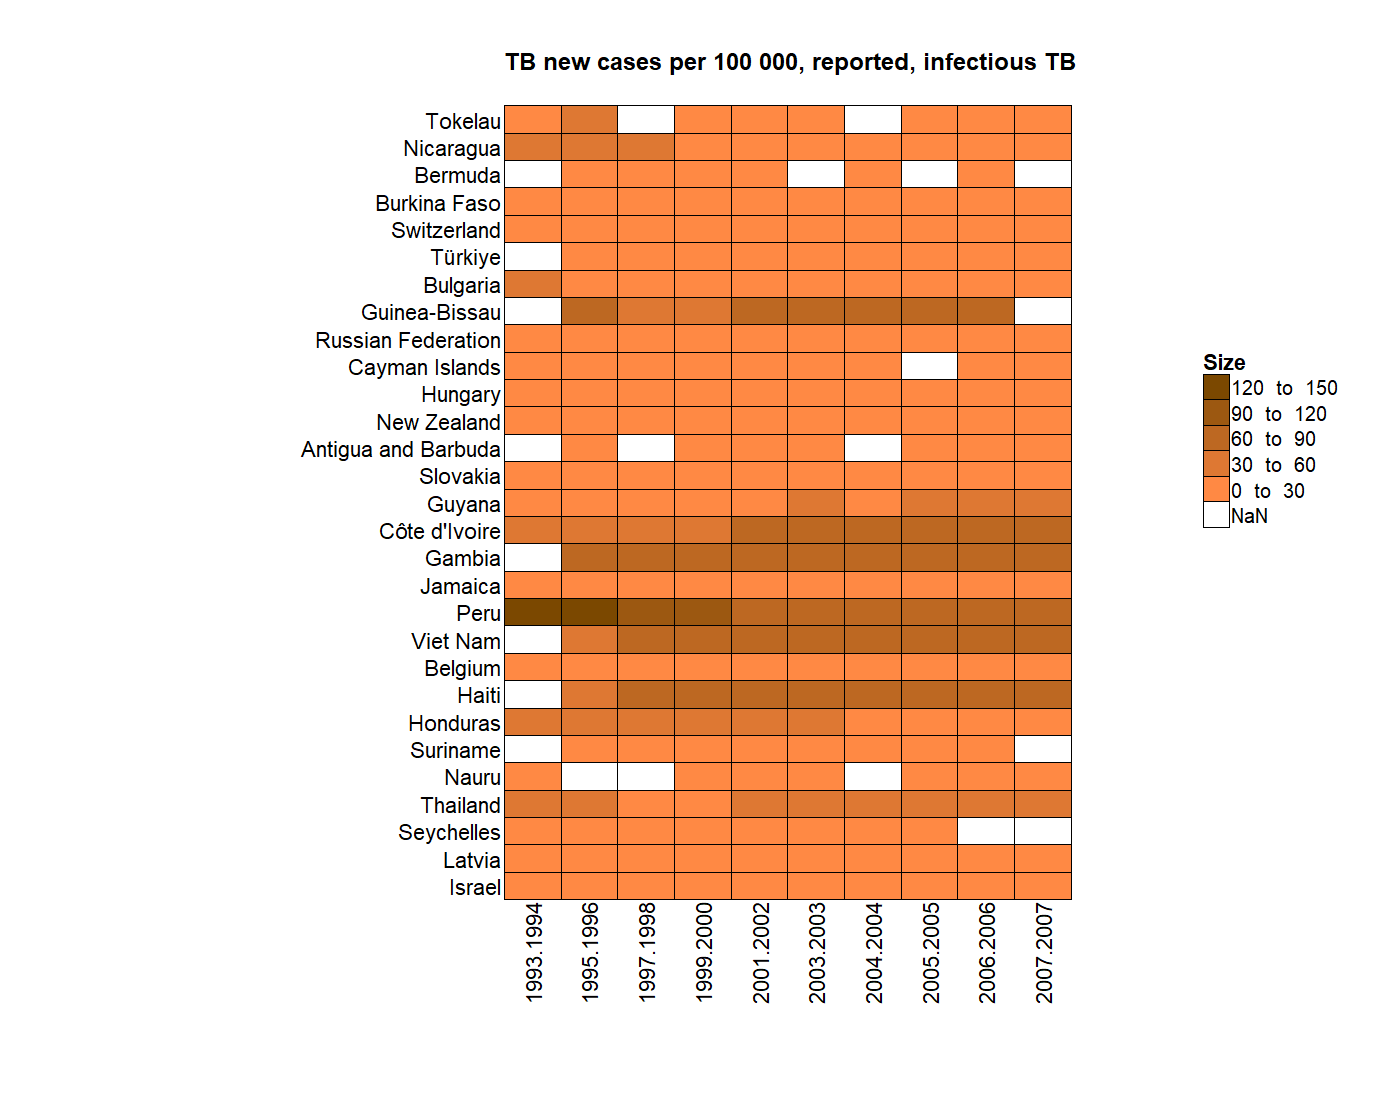 TB new cases per 100 000, reported, infectious TB
Tokelau
Nicaragua
Bermuda
Burkina Faso
Switzerland
Türkiye
Bulgaria
Guinea-Bissau
Russian Federation
Cayman Islands
Hungary
New Zealand
Antigua and Barbuda
Slovakia
Guyana
Côte d'Ivoire
Gambia
Jamaica
Peru
Viet Nam
Belgium
Haiti
Honduras
Suriname
Nauru
Thailand
Seychelles
Latvia
Israel
1993.1994
1995.1996
1997.1998
1999.2000
2001.2002
2003.2003
2004.2004
2005.2005
2006.2006
2007.2007
Size
120 to 150
90 to 120
60 to 90
30 to 60
0 to 30
NaN